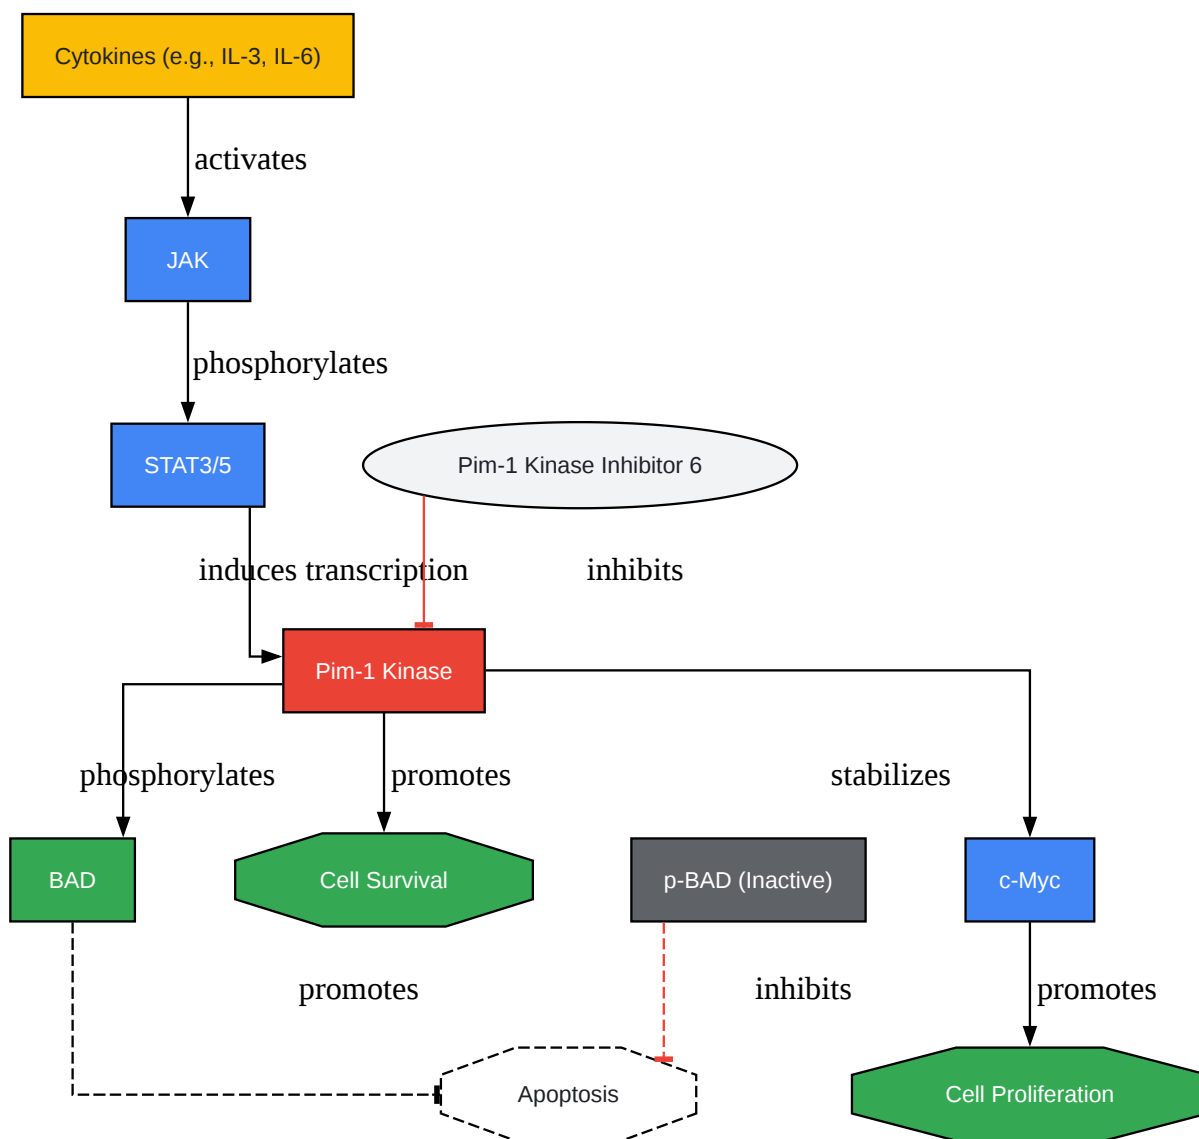 Cytokines (e.g., IL-3, IL-6)
activates
JAK
phosphorylates
STAT3/5
Pim-1 Kinase Inhibitor 6
induces transcription
inhibits
Pim-1 Kinase
phosphorylates
promotes
stabilizes
BAD
Cell Survival
p-BAD (Inactive)
c-Myc
promotes
inhibits
promotes
Apoptosis
Cell Proliferation